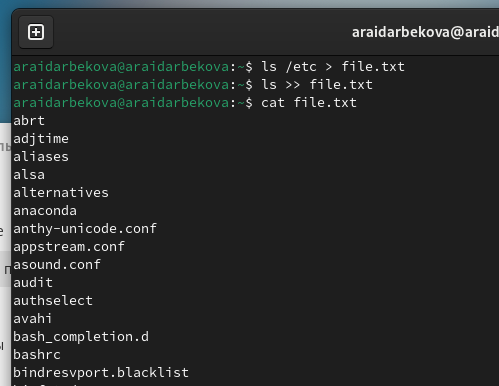 araidarbekova@araid
araidarbekova@araidarbekova:~$ ls /etc > file.txt
araidarbekova@araidarbekova:~$ ls >> file.txt
araidarbekova@araidarbekova:~$ cat file.txt
abrt
adjtime
aliases
alsa
alternatives
anaconda
anthy-unicode.conf
appstream.conf
asound.conf
audit
authselect
avahi
bash_completion.d
bashrc
bindresvport.blacklist